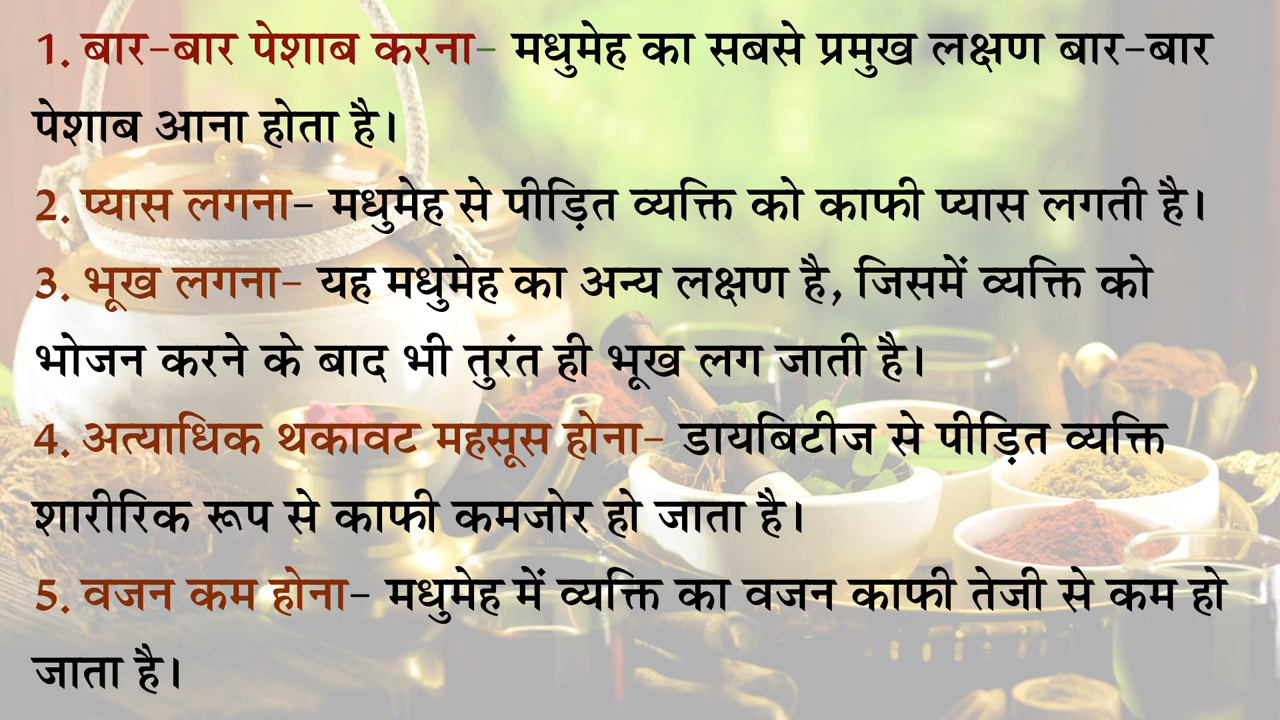 1. बार-बार पेशाब करना- मधुमेह का सबसे प्रमुख लक्षण बार-बार
पेशाब आना होता है।
2. प्यास लगना- मधुमेह से पीड़ित व्यक्ति को काफी प्यास लगती है।
3. भूख लगना- यह मधुमेह का अन्य लक्षण है, जिसमें व्यक्ति को
भोजन करने के बाद भी तुरंत ही भूख लग जाती है।
4. अत्याधिक थकावट महसूस होना- डायबिटीज से पीड़ित व्यक्ति
शारीरिक रूप से काफी कमजोर हो जाता है।
5. वजन कम होना- मधुमेह में व्यक्ति का वजन काफी तेजी से कम हो
जाता है।